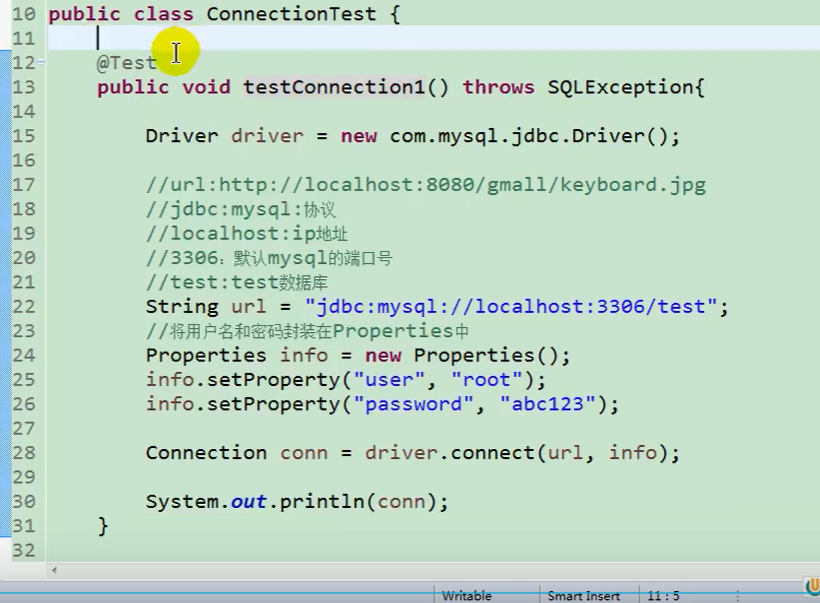 10 public class ConnectionTest {
11
12 @Test
13 public void testConnection1() throws SQLException{
14
15 Driver driver = new com.mysql.jdbc.Driver();
16
17 //url:http://localhost:8080/gmall/keyboard.jpg
18 //jdbc:mysql:协议
19 //localhost:ip地址
20 //3306：默认mysql的端口号
21 //test:test数据库
22 String url = "jdbc:mysql://localhost:3306/test";
23 //将用户名和密码封装在Properties中
24 Properties info = new Properties();
25 info.setProperty("user", "root");
26 info.setProperty("password", "abc123");
27
28 Connection conn = driver.connect(url, info);
29
30 System.out.println(conn);
31 }
32
Writable Smart Insert 11 : 5